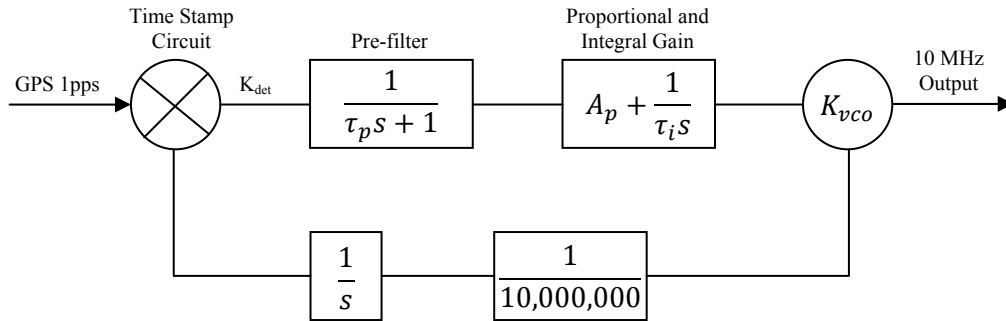 Time Stamp
Circuit
Pre-filter
Proportional and
Integral Gain
10 MHz
Output
GPS 1pps
K_det
1
τ_p s + 1
A_p + 1
τ_i s
K_vco
1
s
1
10,000,000